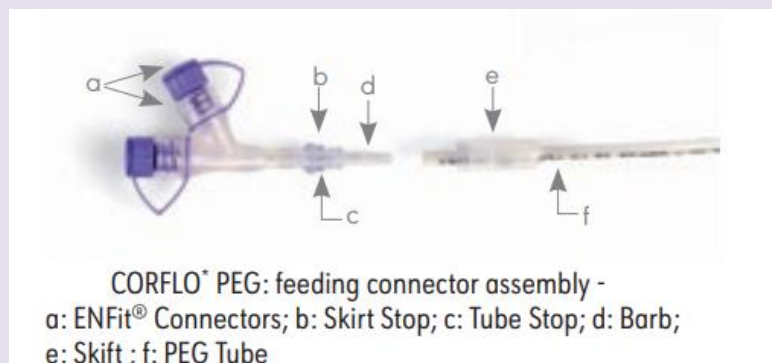 a
b
d
e
c
f
CORFLO* PEG: feeding connector assembly -
a: ENFit® Connectors; b: Skirt Stop; c: Tube Stop; d: Barb;
e: Skift ; f: PEG Tube